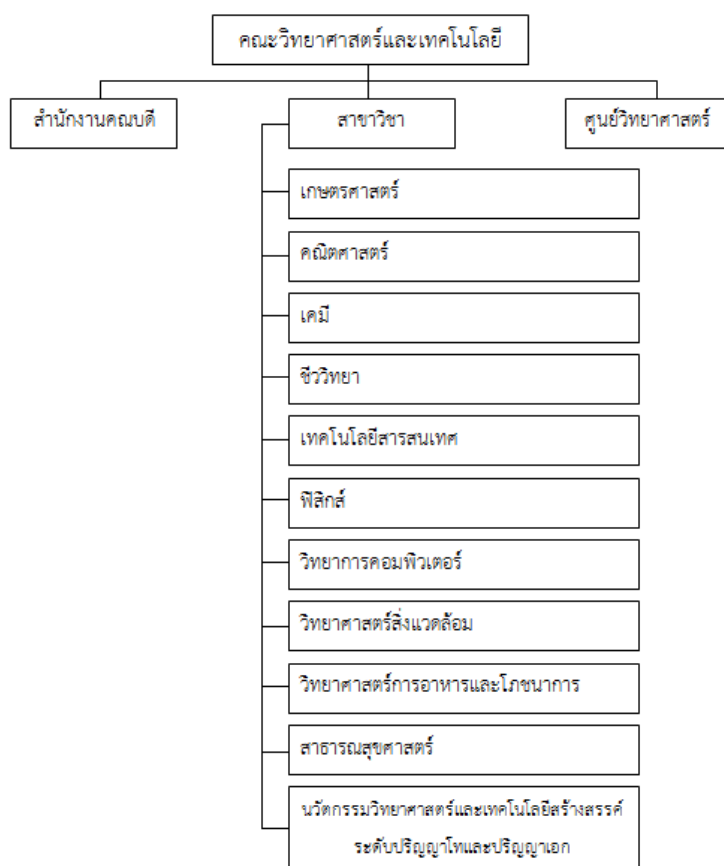 คณะวิทยาศาสตร์และเทคโนโลยี
สำนักงานคณบดี
สาขาวิชา
ศูนย์วิทยาศาสตร์
เกษตรศาสตร์
คณิตศาสตร์
เคมี
ชีววิทยา
เทคโนโลยีสารสนเทศ
ฟิสิกส์
วิทยาการคอมพิวเตอร์
วิทยาศาสตร์สิ่งแวดล้อม
วิทยาศาสตร์การอาหารและโภชนาการ
สาธารณสุขศาสตร์
นวัตกรรมวิทยาศาสตร์และเทคโนโลยีสร้างสรรค์
ระดับปริญญาโทและปริญญาเอก